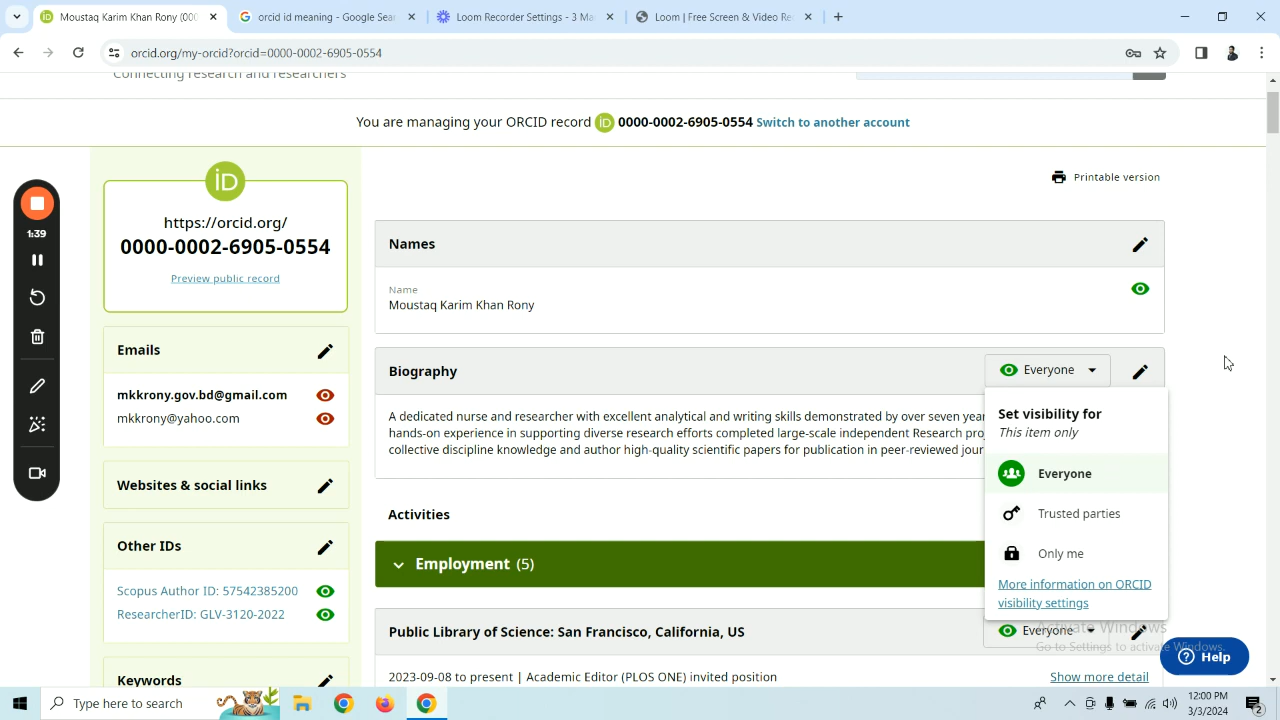 Moustaq Karim Khan Rony (000
orcid id meaning - Google Sear
Loom Recorder Settings - 3 Ma
Loom | Free Screen & Video Re
orcid.org/my-orcid?orcid=0000-0002-6905-0554
Connecting research and researchers
You are managing your ORCID record iD 0000-0002-6905-0554 Switch to another account
iD
https://orcid.org/
0000-0002-6905-0554
Preview public record
1:39
Emails
mkkrony.gov.bd@gmail.com
mkkrony@yahoo.com
Websites & social links
Other IDs
Scopus Author ID: 57542385200
ResearcherID: GLV-3120-2022
Keywords
Printable version
Names
Name
Moustaq Karim Khan Rony
Biography
Everyone
A dedicated nurse and researcher with excellent analytical and writing skills demonstrated by over seven year
hands-on experience in supporting diverse research efforts completed large-scale independent Research proj
collective discipline knowledge and author high-quality scientific papers for publication in peer-reviewed jour
Set visibility for
This item only
Everyone
Trusted parties
Only me
More information on ORCID
visibility settings
Activities
Employment (5)
Public Library of Science: San Francisco, California, US
Everyone
2023-09-08 to present | Academic Editor (PLOS ONE) invited position
Show more detail
Activate Windows
Go to Settings to activate Windows.
Help
Type here to search
12:00 PM
3/3/2024
2